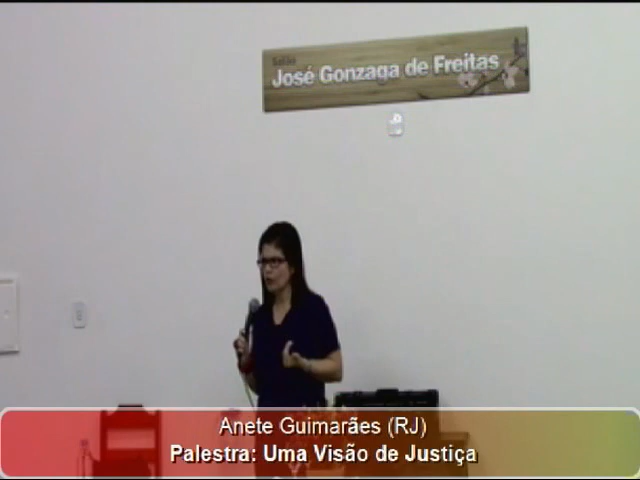 Salão
José Gonzaga de Freitas
Anete Guimarães (RJ)
Palestra: Uma Visão de Justiça